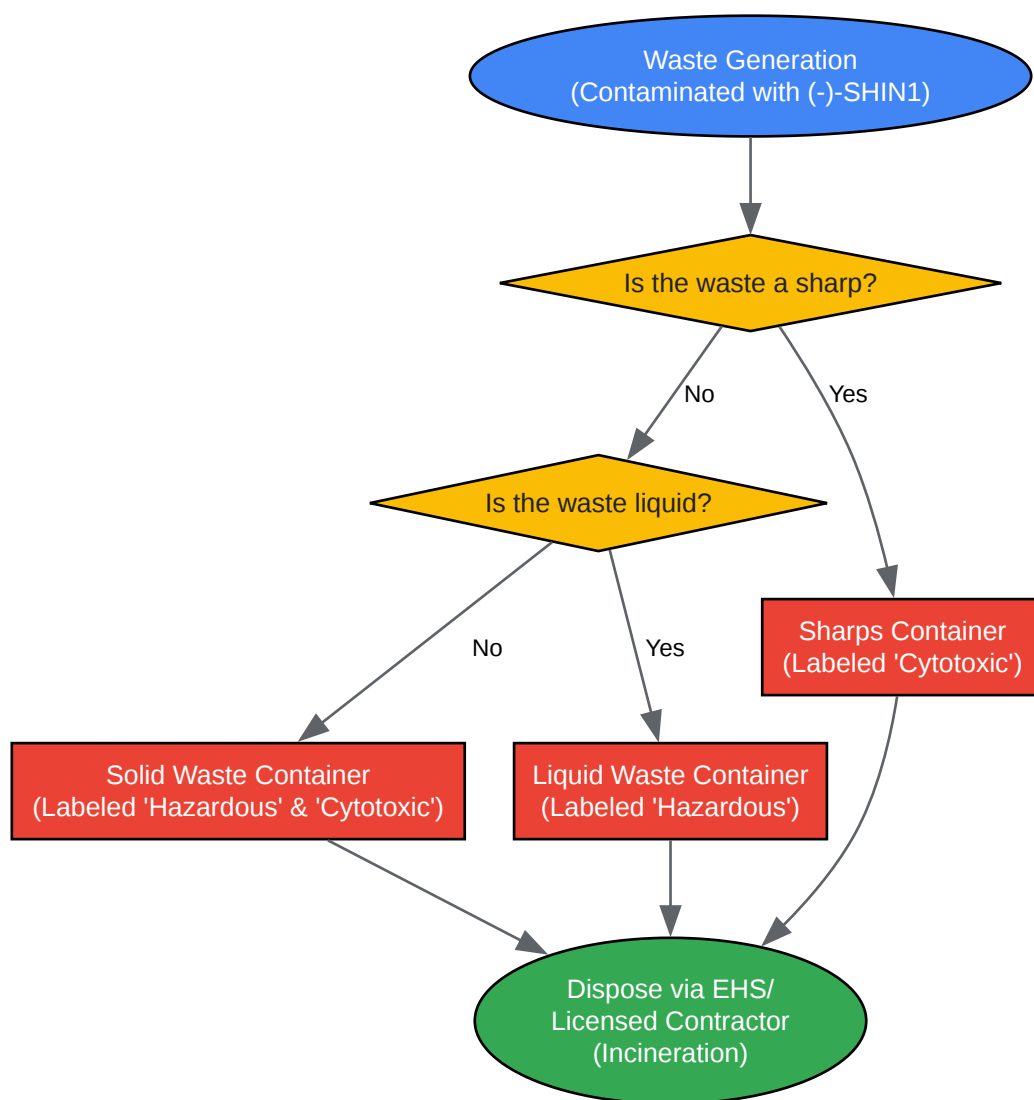 Waste Generation
(Contaminated with (-)-SHIN1)
Is the waste a sharp?
No
Yes
Is the waste liquid?
No
Yes
Sharps Container
(Labeled 'Cytotoxic')
Solid Waste Container
(Labeled 'Hazardous' & 'Cytotoxic')
Liquid Waste Container
(Labeled 'Hazardous')
Dispose via EHS/
Licensed Contractor
(Incineration)